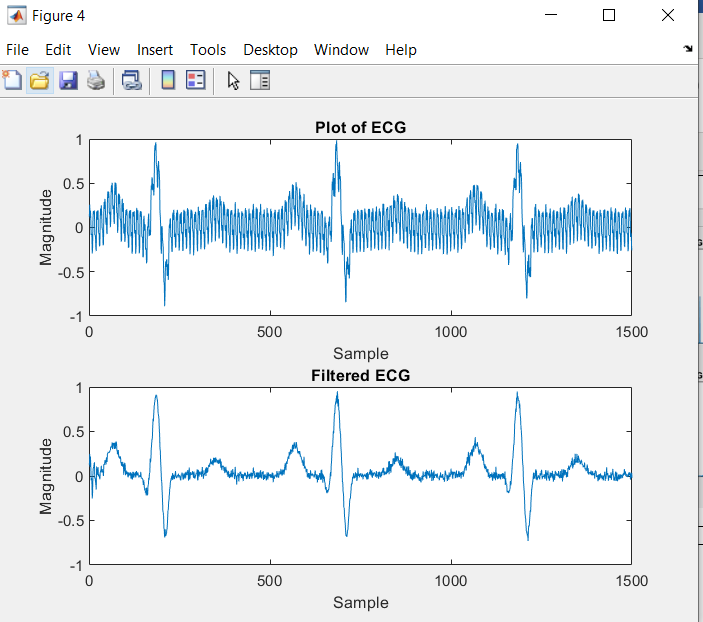 Figure 4
File Edit View Insert Tools Desktop Window Help
Plot of ECG
1
0.5
0
-0.5
-1
Magnitude
0 500 1000 1500
Sample
Filtered ECG
1
0.5
0
-0.5
-1
Magnitude
0 500 1000 1500
Sample